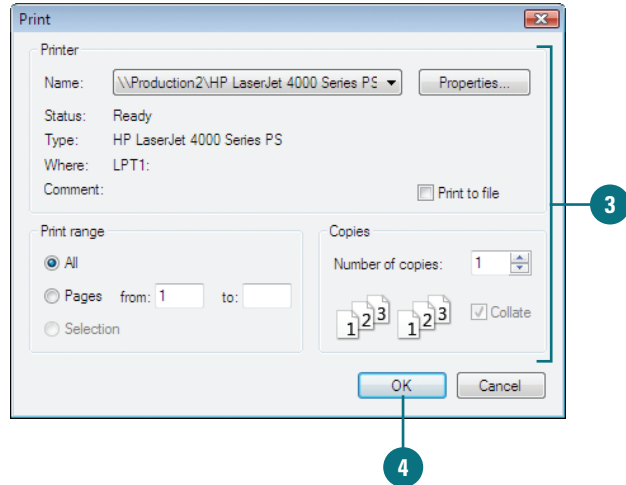 Print
Printer
Name: \\Production2\HP LaserJet 4000 Series PS Properties...
Status: Ready
Type: HP LaserJet 4000 Series PS
Where: LPT1:
Comment: Print to file
3
Print range
Copies
All
Number of copies: 1
Pages from: 1 to:
1 2 3 1 2 3 Collate
Selection
OK Cancel
4